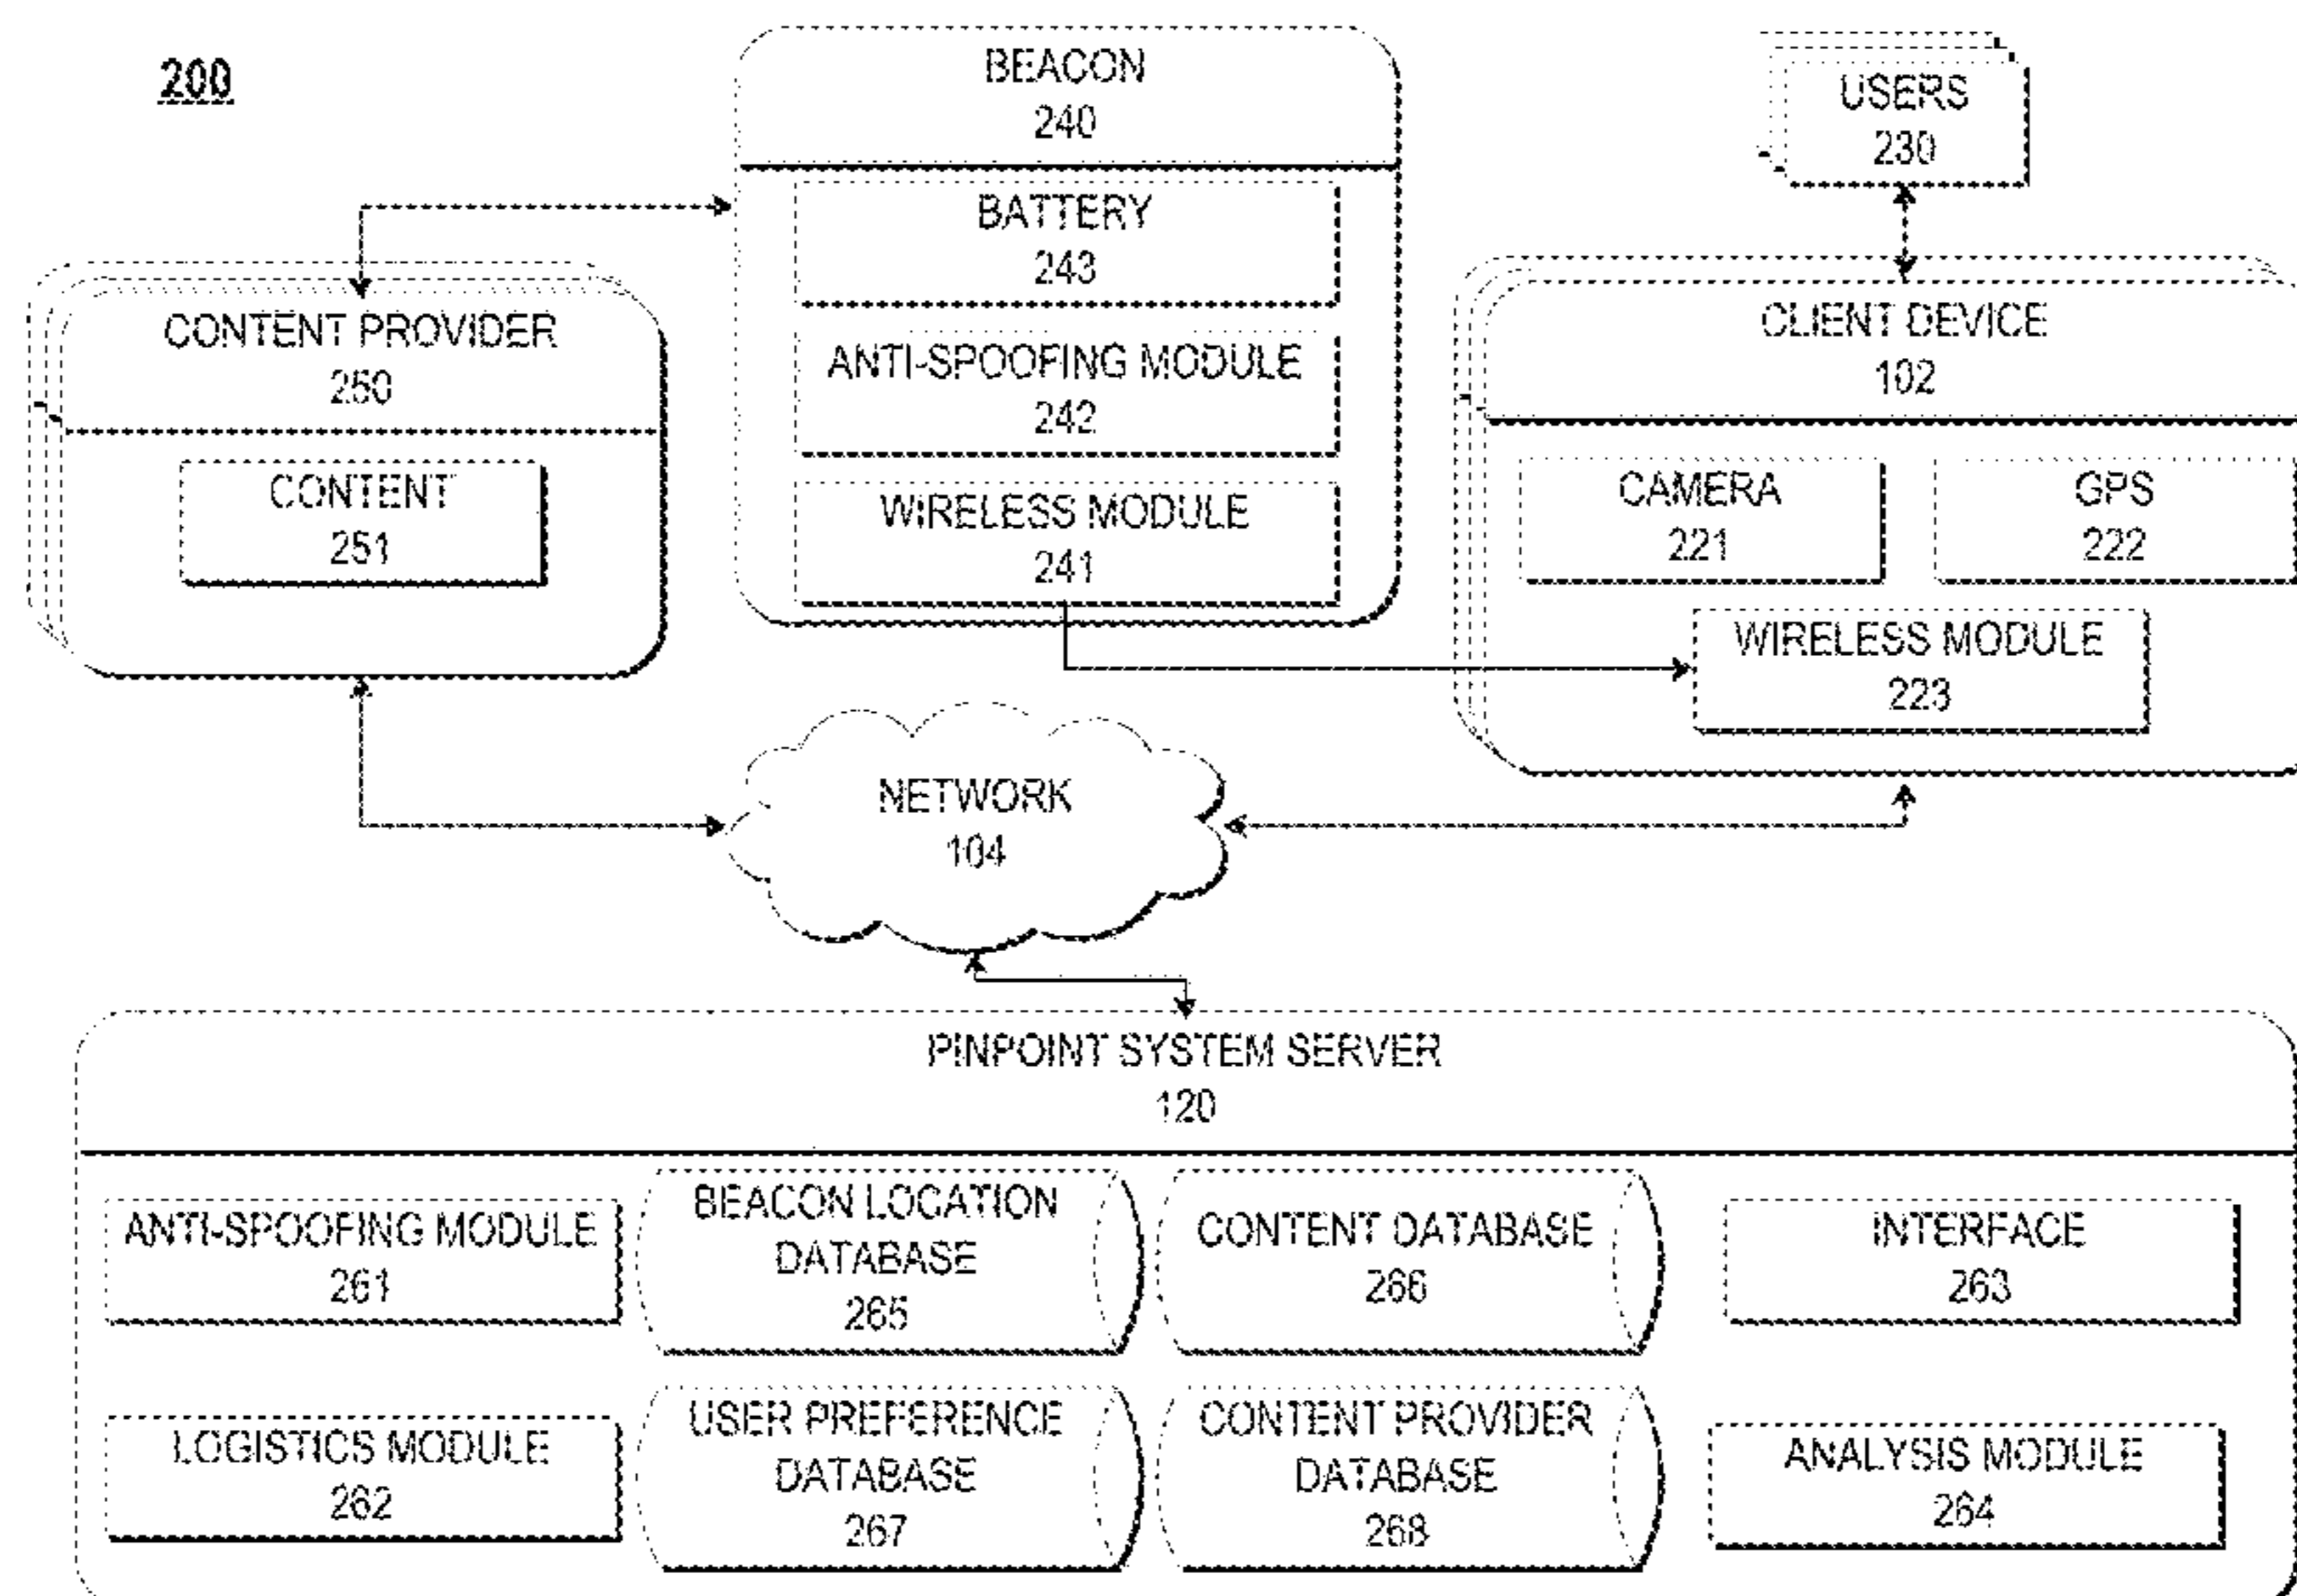 200
BEACON
240
BATTERY
243
ANTI-SPOOFING MODULE
242
WIRELESS MODULE
241
USERS
230
CONTENT PROVIDER
250
CONTENT
251
CLIENT DEVICE
102
CAMERA
221
GPS
222
WIRELESS MODULE
223
NETWORK
104
PINPOINT SYSTEM SERVER
120
ANTI-SPOOFING MODULE
261
BEACON LOCATION
DATABASE
265
CONTENT DATABASE
266
INTERFACE
263
LOGISTICS MODULE
262
USER PREFERENCE
DATABASE
267
CONTENT PROVIDER
DATABASE
268
ANALYSIS MODULE
264